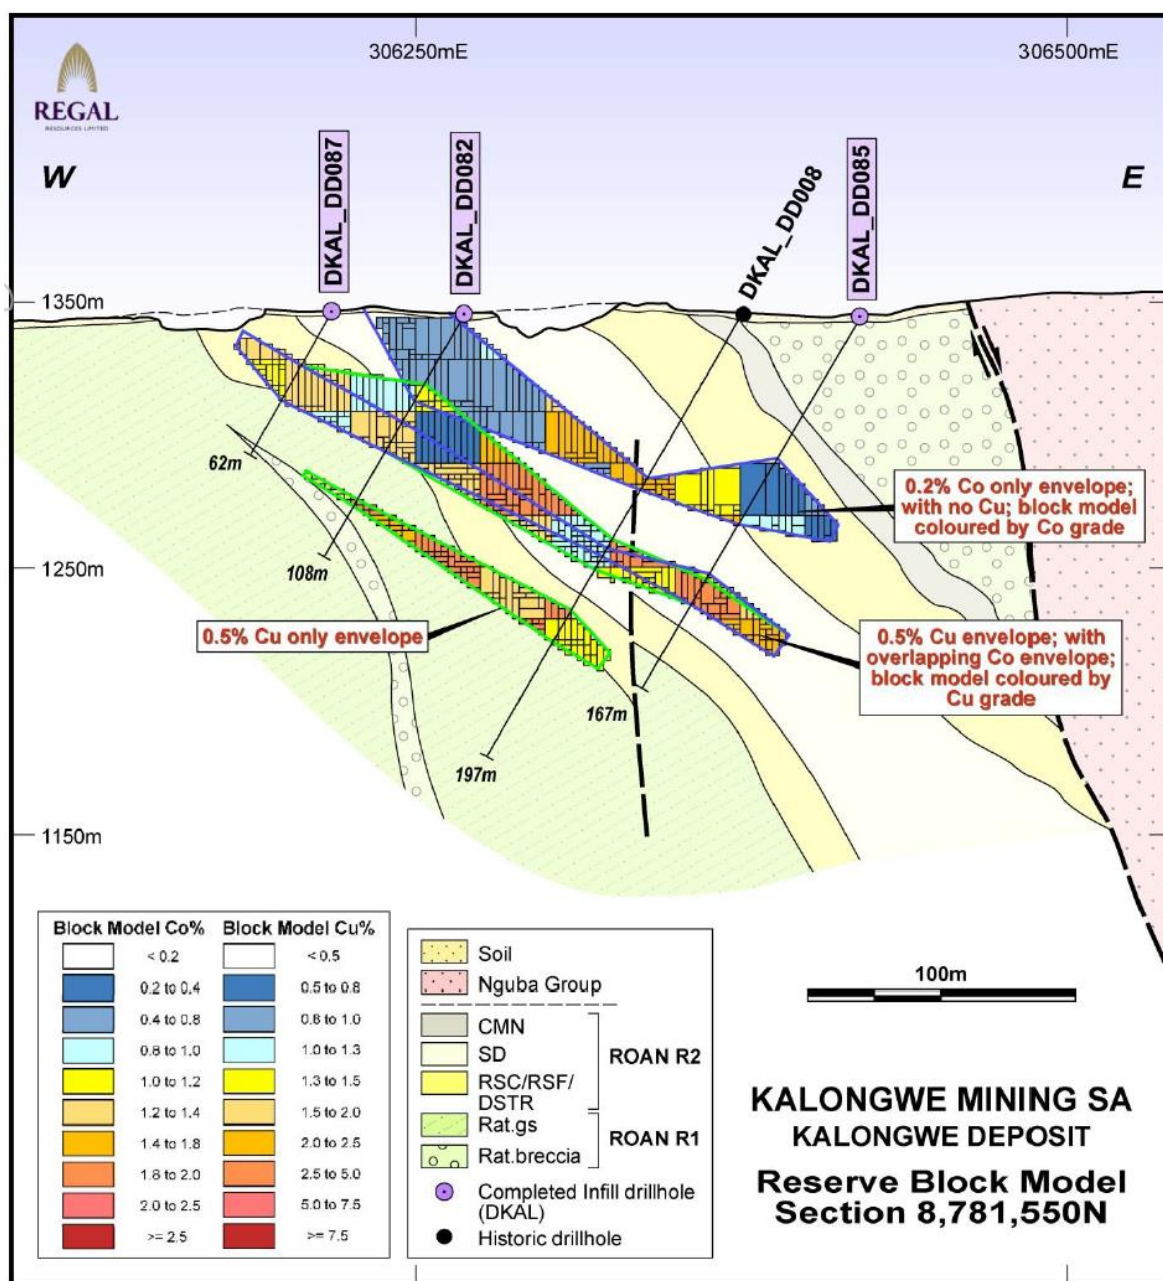 306250mE
306500mE
REGAL
RESOURCES LIMITED
W
E
DKAL_DD087
DKAL_DD082
DKAL_DD008
DKAL_DD085
1350m
62m
0.2% Co only envelope;
with no Cu; block model
coloured by Co grade
1250m
108m
0.5% Cu only envelope
0.5% Cu envelope; with
overlapping Co envelope;
block model coloured by
Cu grade
167m
197m
1150m
Block Model Co%
< 0.2
0.2 to 0.4
0.4 to 0.8
0.8 to 1.0
1.0 to 1.2
1.2 to 1.4
1.4 to 1.8
1.8 to 2.0
2.0 to 2.5
>= 2.5
Block Model Cu%
< 0.5
0.5 to 0.8
0.8 to 1.0
1.0 to 1.3
1.3 to 1.5
1.5 to 2.0
2.0 to 2.5
2.5 to 5.0
5.0 to 7.5
>= 7.5
Soil
Nguba Group
CMN
SD
RSC/RSF/
DSTR
ROAN R2
Rat.gs
Rat.breccia
ROAN R1
Completed Infill drillhole
(DKAL)
Historic drillhole
100m
KALONGWE MINING SA
KALONGWE DEPOSIT
Reserve Block Model
Section 8,781,550N